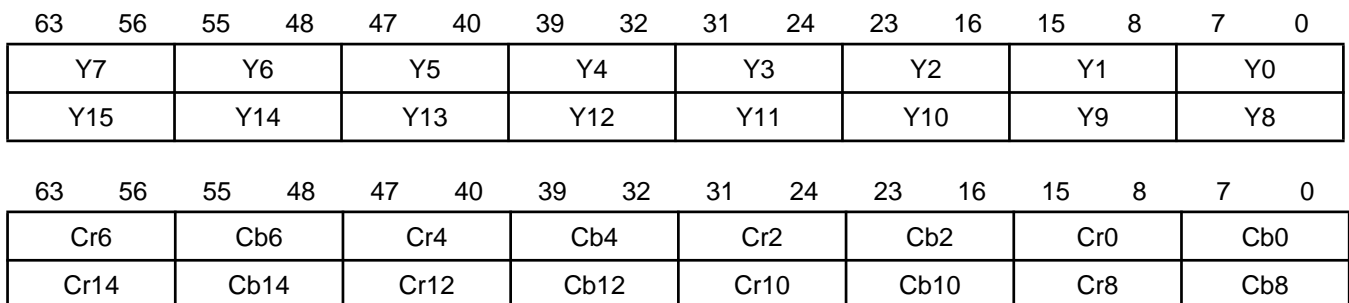 63 56 55 48 47 40 39 32 31 24 23 16 15 8 7 0
Y7 Y6 Y5 Y4 Y3 Y2 Y1 Y0
Y15 Y14 Y13 Y12 Y11 Y10 Y9 Y8
63 56 55 48 47 40 39 32 31 24 23 16 15 8 7 0
Cr6 Cb6 Cr4 Cb4 Cr2 Cb2 Cr0 Cb0
Cr14 Cb14 Cr12 Cb12 Cr10 Cb10 Cr8 Cb8